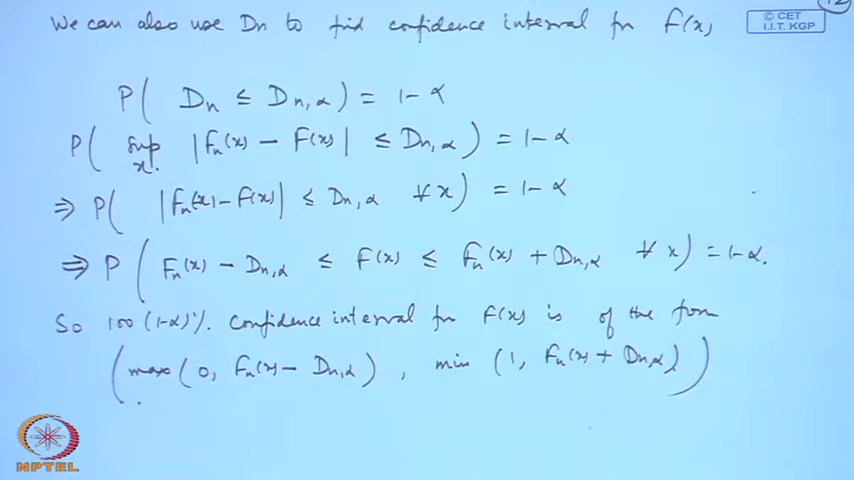 12
We can also use Dn to find confidence interval for F(x),
© CET
I.I.T. KGP
P( Dn ≤ Dn,α ) = 1-α
P( sup |Fn(x) - F(x)| ≤ Dn,α ) = 1-α
x
⇒ P( |Fn(x) - F(x)| ≤ Dn,α ∀ x ) = 1-α
⇒ P( Fn(x) - Dn,α ≤ F(x) ≤ Fn(x) + Dn,α ∀ x ) = 1-α.
So 100(1-α)% confidence interval for F(x) is of the form
( max(0, Fn(x) - Dn,α ) , min (1, Fn(x) + Dn,α ) )
NPTEL